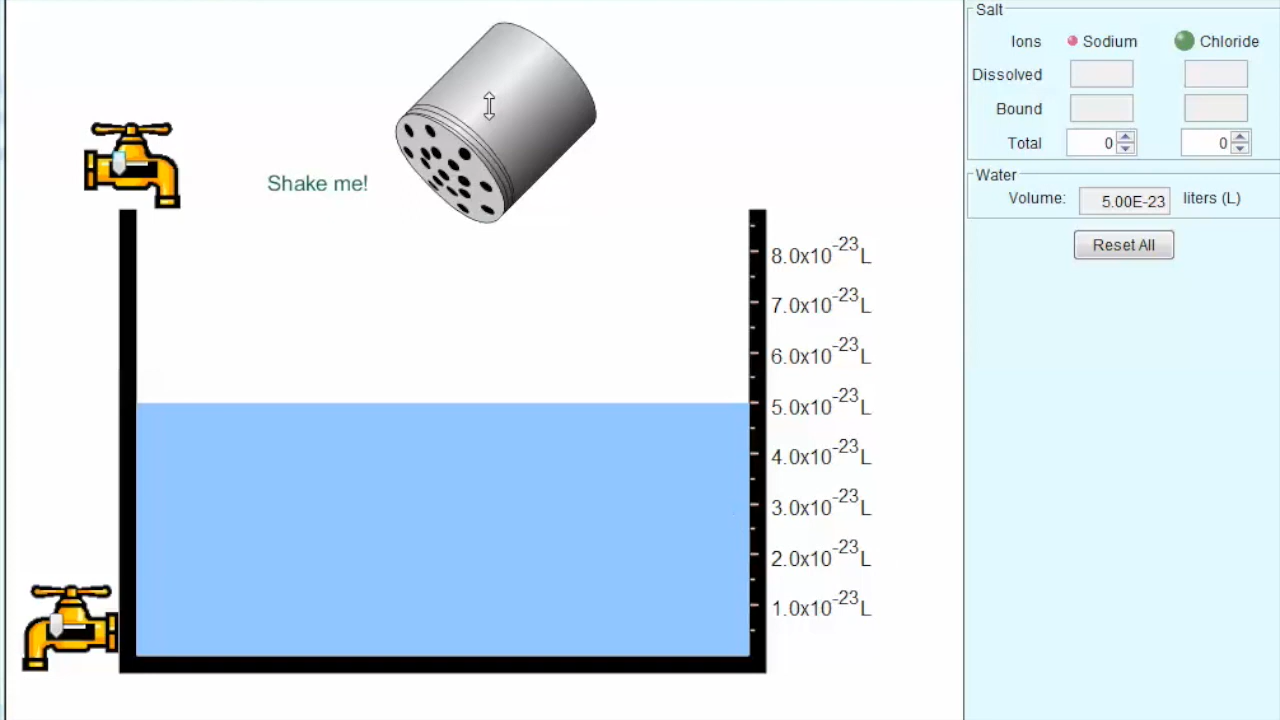 Salt
Ions Sodium Chloride
Dissolved
Bound
Total 0 0
Water
Volume: 5.00E-23 liters (L)
Reset All
Shake me!
8.0x10⁻²³L
7.0x10⁻²³L
6.0x10⁻²³L
5.0x10⁻²³L
4.0x10⁻²³L
3.0x10⁻²³L
2.0x10⁻²³L
1.0x10⁻²³L